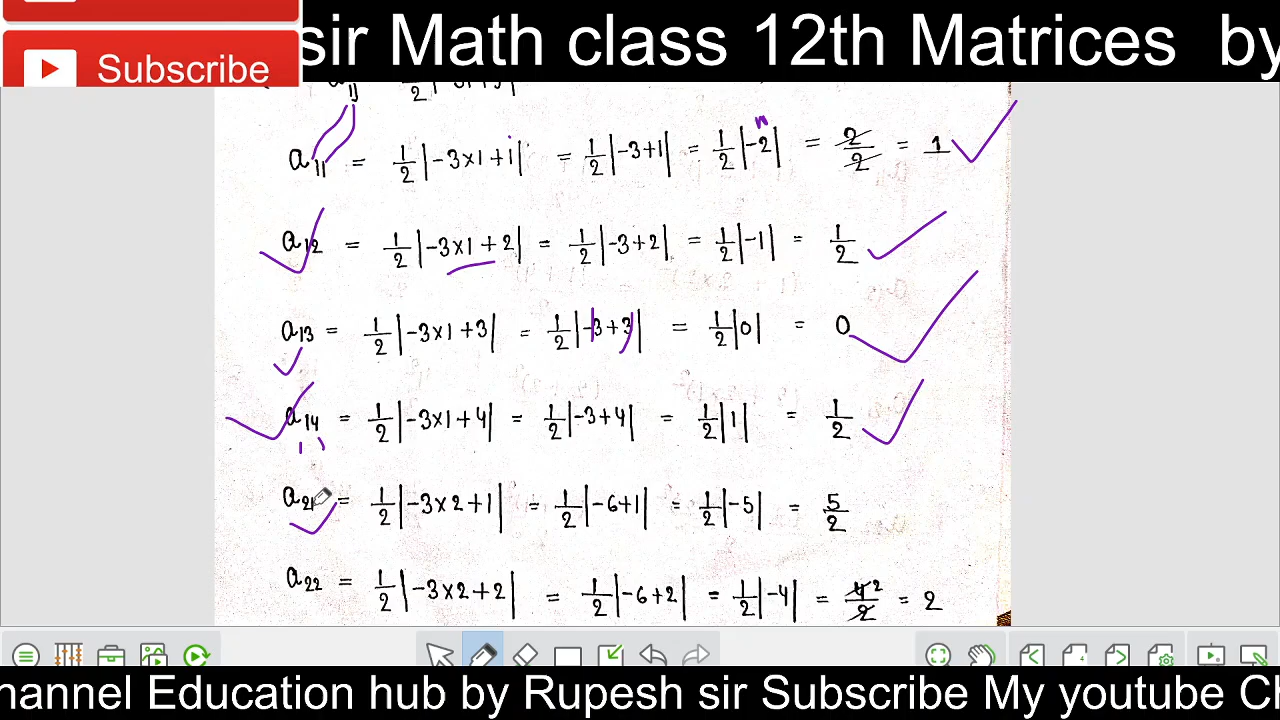 sir Math class 12th Matrices by
Subscribe
a₁₁ = 1/2 |-3×1+1| = 1/2 |-3+1| = 1/2 |-2| = 2/2 = 1
a₁₂ = 1/2 |-3×1+2| = 1/2 |-3+2| = 1/2 |-1| = 1/2
a₁₃ = 1/2 |-3×1+3| = 1/2 |-3+3| = 1/2 |0| = 0
a₁₄ = 1/2 |-3×1+4| = 1/2 |-3+4| = 1/2 |1| = 1/2
a₂₁ = 1/2 |-3×2+1| = 1/2 |-6+1| = 1/2 |-5| = 5/2
a₂₂ = 1/2 |-3×2+2| = 1/2 |-6+2| = 1/2 |-4| = 4/2 2 = 2
hannel Education hub by Rupesh sir Subscribe My youtube Ch